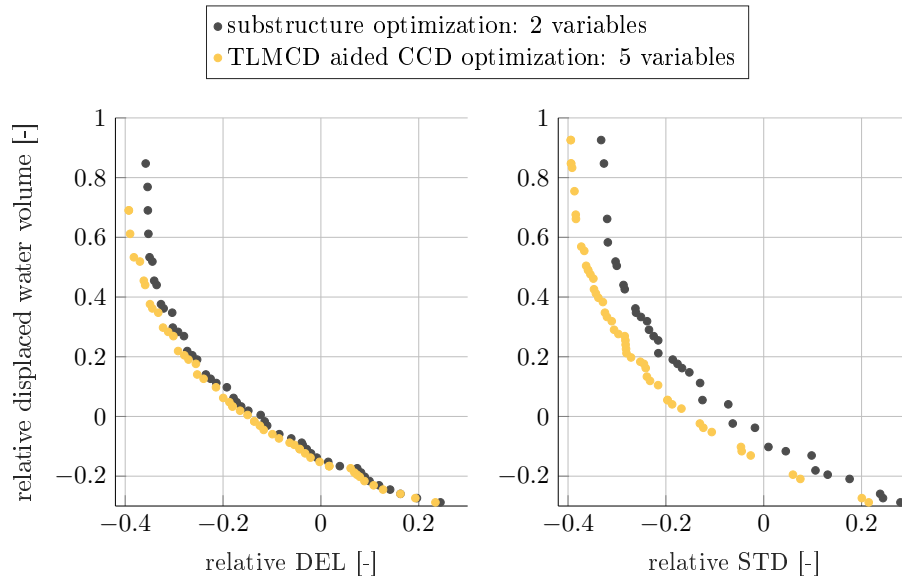 substructure optimization: 2 variables
TLMCD aided CCD optimization: 5 variables
relative displaced water volume [-]
1
0.8
0.6
0.4
0.2
0
−0.2
−0.4 −0.2 0 0.2
relative DEL [-]
1
0.8
0.6
0.4
0.2
0
−0.2
−0.4 −0.2 0 0.2
relative STD [-]